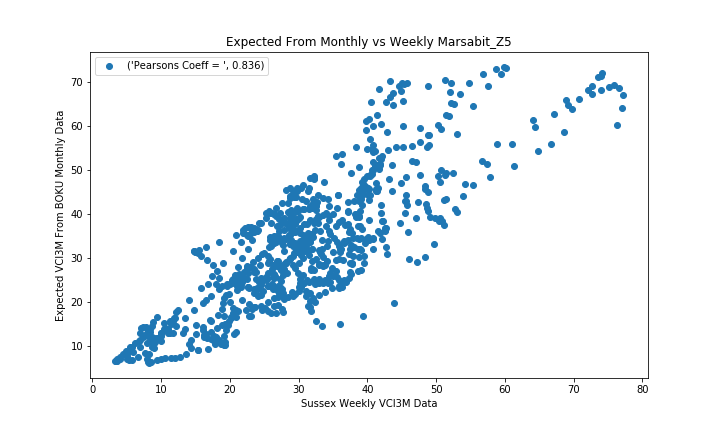 Expected From Monthly vs Weekly Marsabit_Z5
('Pearsons Coeff = ', 0.836)
Expected VCI3M From BOKU Monthly Data
70
60
50
40
30
20
10
0 10 20 30 40 50 60 70 80
Sussex Weekly VCI3M Data